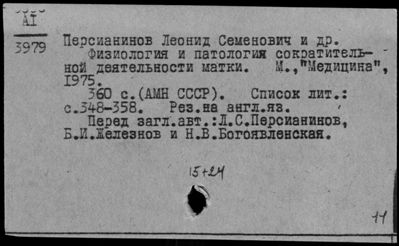 AI
3979
Персианинов Леонид Семенович и др.
Физиология и патология сократитель-
ной деятельности матки. М.,"Медицина",
1975.
360 с.(АМН СССР). Список лит.:
с.348-358. Рез.на англ.яз.
Перед загл.авт.:Л.С.Персианинов,
Б.И.Железнов и Н.В.Богоявленская.
15+24
11